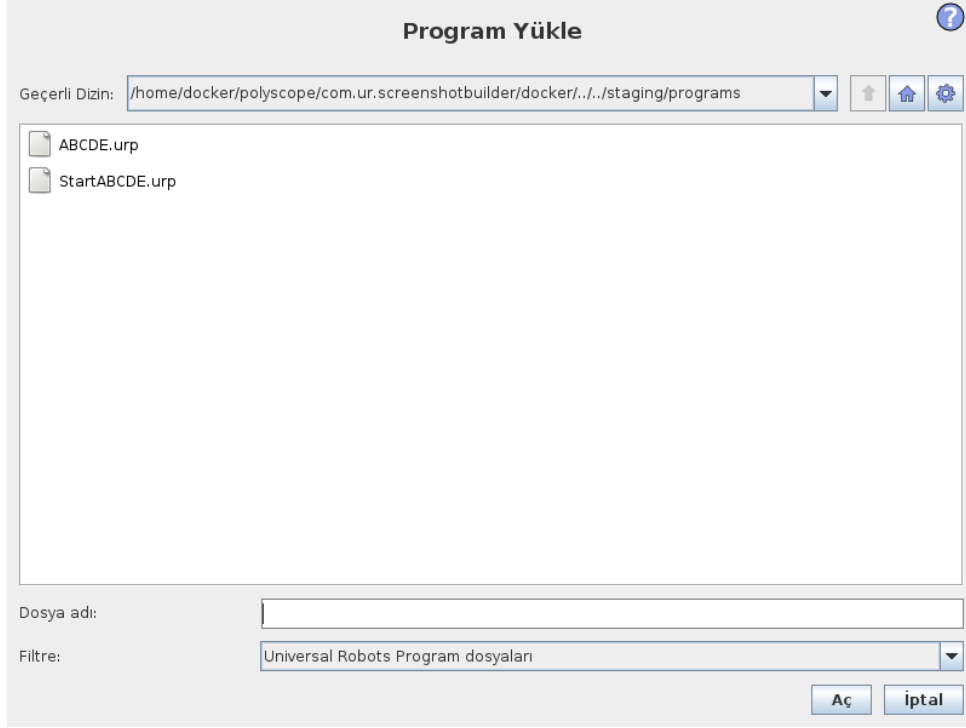 Program Yükle
?
Geçerli Dizin: /home/docker/polyscope/com.ur.screenshotbuilder/docker/../../staging/programs
ABCDE.urp
StartABCDE.urp
Dosya adı:
Filtre: Universal Robots Program dosyaları
Aç İptal